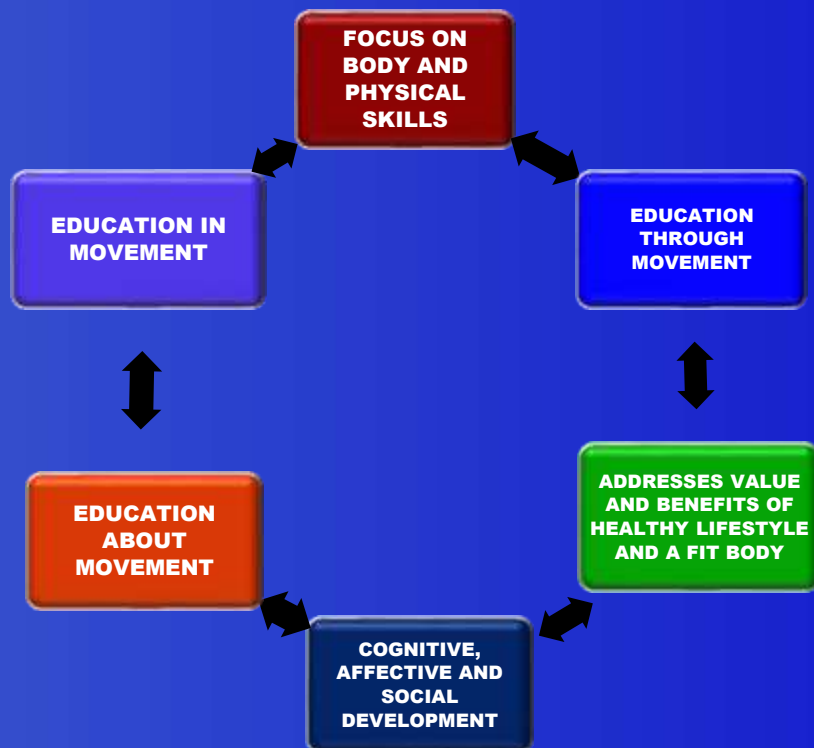 FOCUS ON
BODY AND
PHYSICAL
SKILLS
EDUCATION IN
MOVEMENT
EDUCATION
THROUGH
MOVEMENT
EDUCATION
ABOUT
MOVEMENT
ADDRESSES VALUE
AND BENEFITS OF
HEALTHY LIFESTYLE
AND A FIT BODY
COGNITIVE,
AFFECTIVE AND
SOCIAL
DEVELOPMENT